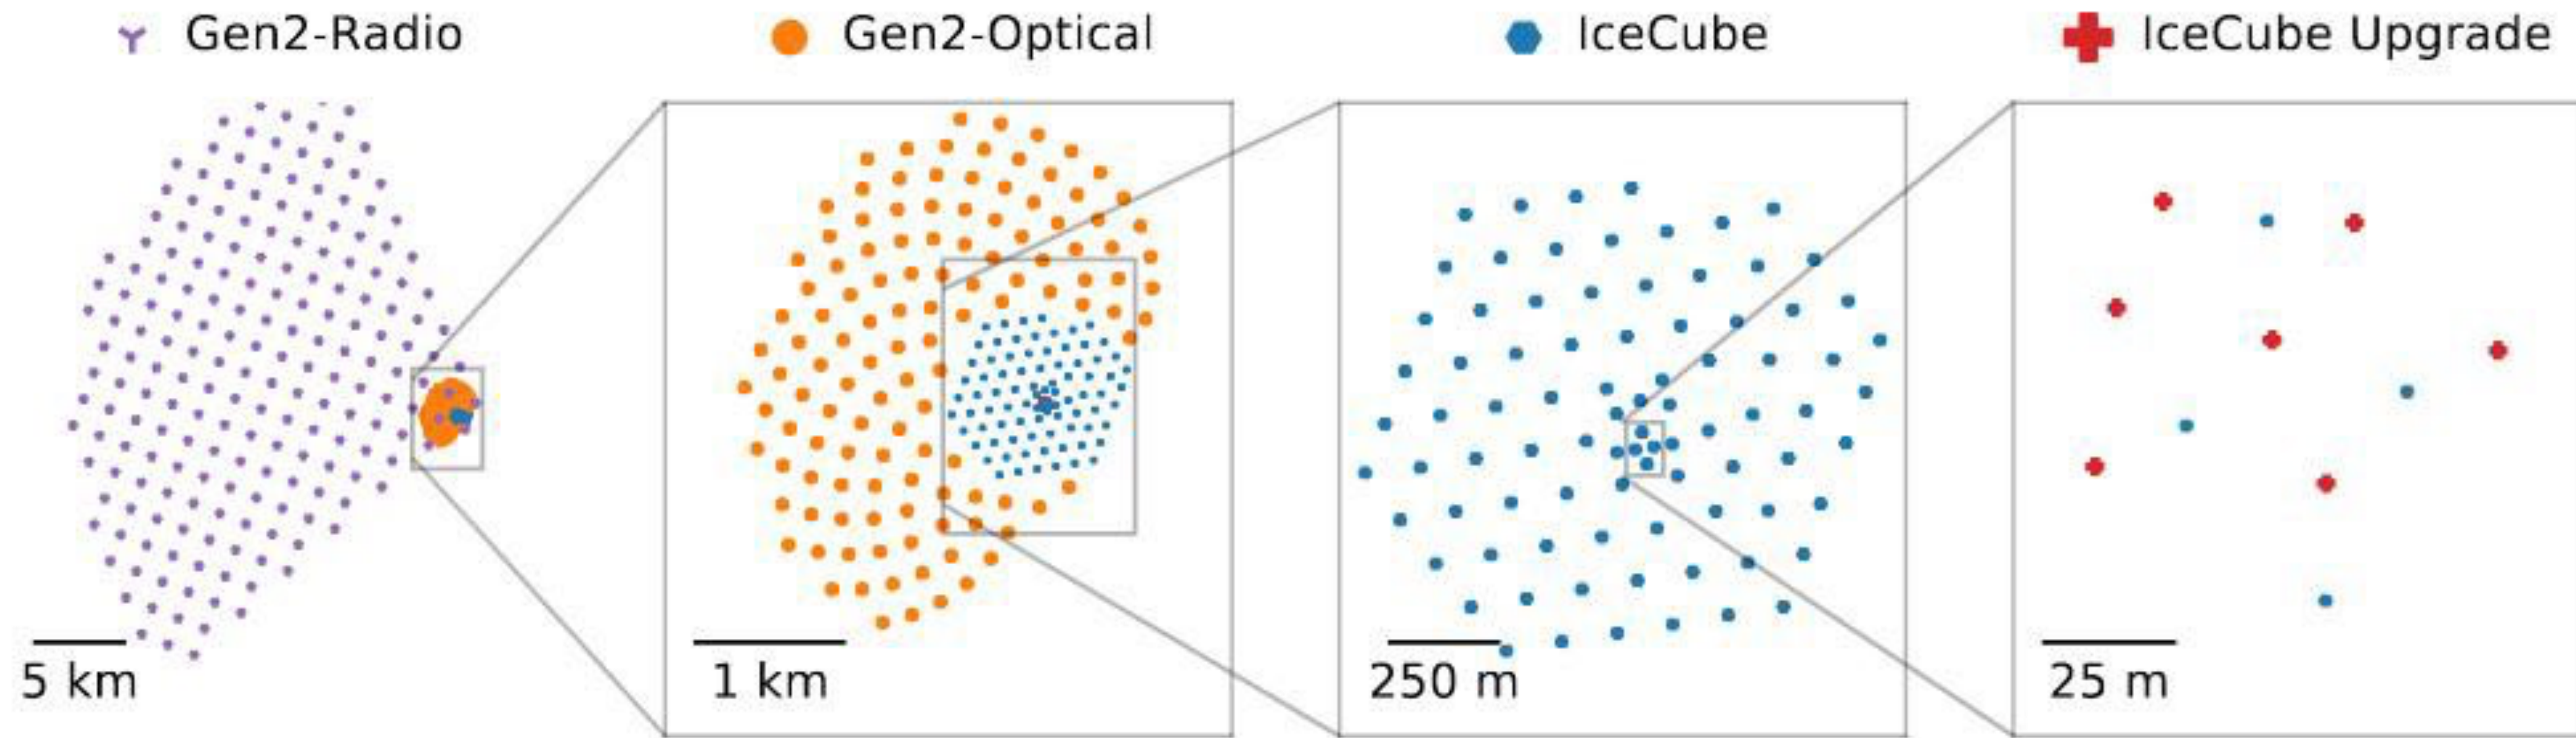 Gen2-Radio
Gen2-Optical
IceCube
IceCube Upgrade
5 km
1 km
250 m
25 m